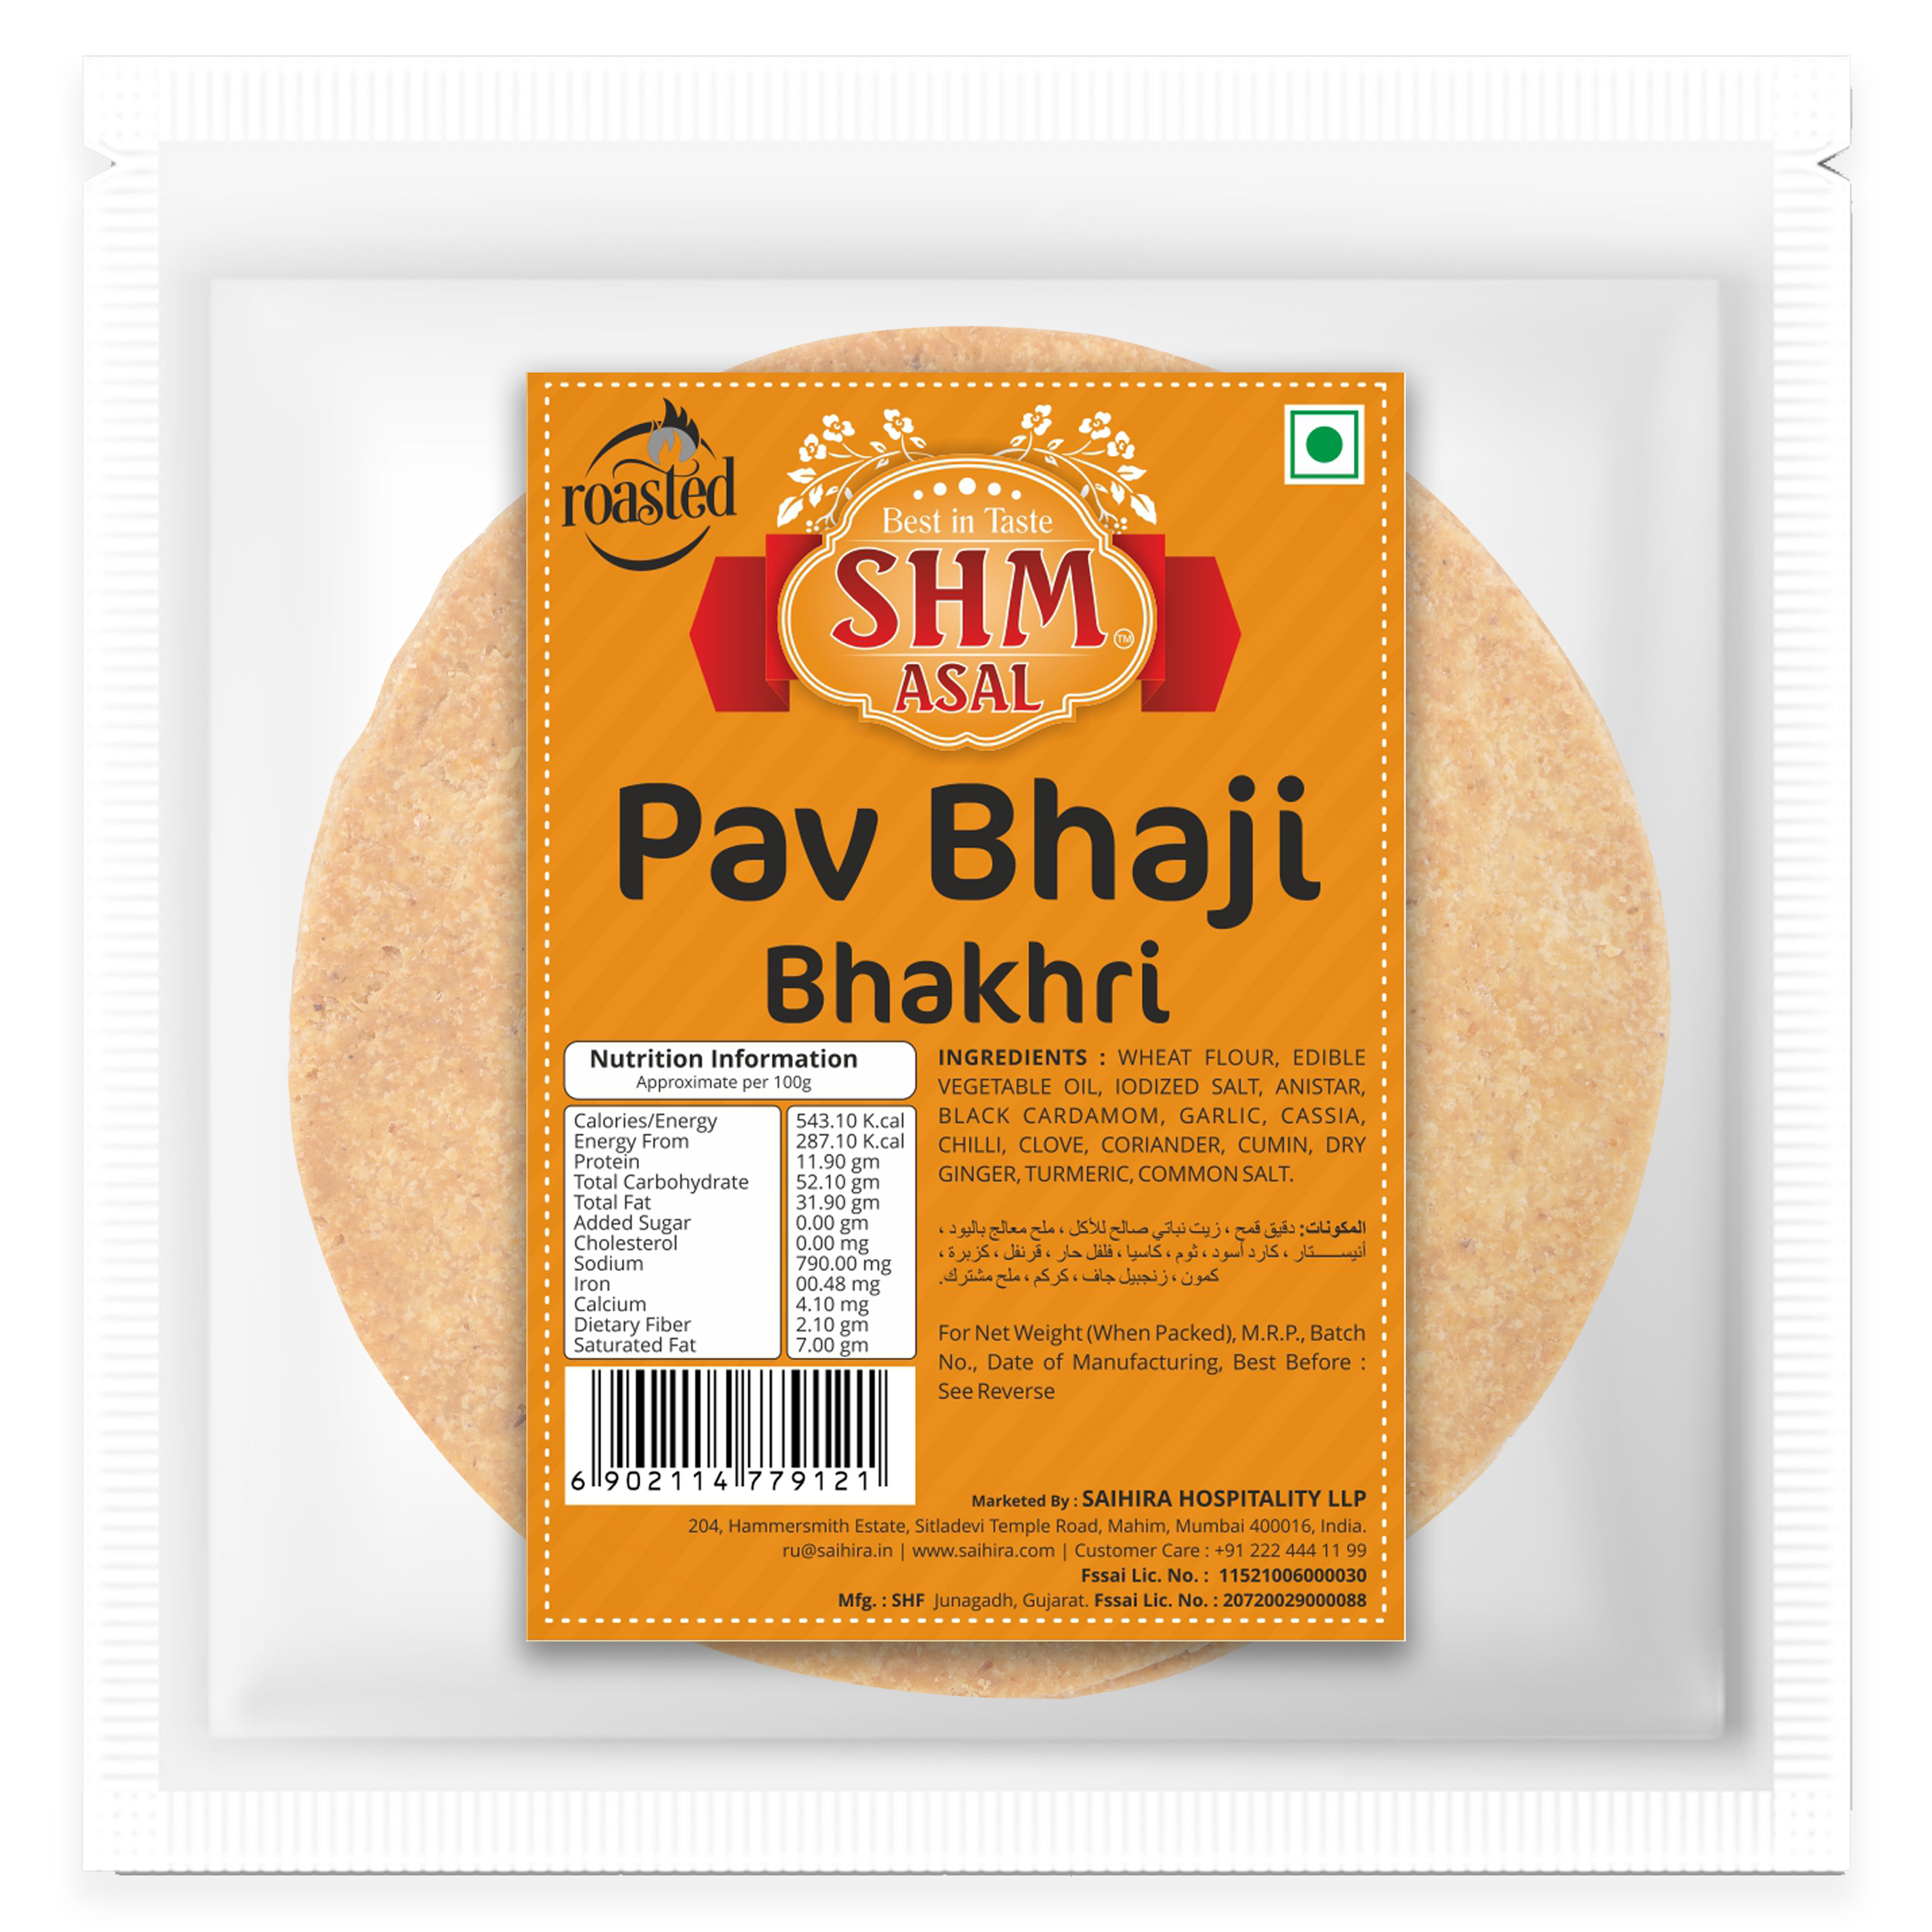 roasted
Best in Taste
SHM
TM
ASAL
Pav Bhaji
Bhakhri
Nutrition Information
Approximate per 100g
Calories/Energy 543.10 K.cal
Energy From 287.10 K.cal
Protein 11.90 gm
Total Carbohydrate 52.10 gm
Total Fat 31.90 gm
Added Sugar 0.00 gm
Cholesterol 0.00 mg
Sodium 790.00 mg
Iron 00.48 mg
Calcium 4.10 mg
Dietary Fiber 2.10 gm
Saturated Fat 7.00 gm
6 902114 779121
INGREDIENTS : WHEAT FLOUR, EDIBLE
VEGETABLE OIL, IODIZED SALT, ANISTAR,
BLACK CARDAMOM, GARLIC, CASSIA,
CHILLI, CLOVE, CORIANDER, CUMIN, DRY
GINGER, TURMERIC, COMMON SALT.
المكونات: دقيق قمح ، زيت نباتي صالح للأكل ، ملح معالج باليود ،
أنيســـتار ، كارد أسود ، ثوم ، كاسيا ، فلفل حار ، قرنفل ، كزبرة ،
كمون ، زنجبيل جاف ، كركم ، ملح مشترك.
For Net Weight (When Packed), M.R.P., Batch
No., Date of Manufacturing, Best Before :
See Reverse
Marketed By : SAIHIRA HOSPITALITY LLP
204, Hammersmith Estate, Sitladevi Temple Road, Mahim, Mumbai 400016, India.
ru@saihira.in | www.saihira.com | Customer Care : +91 222 444 11 99
Fssai Lic. No. : 11521006000030
Mfg. : SHF Junagadh, Gujarat. Fssai Lic. No. : 20720029000088